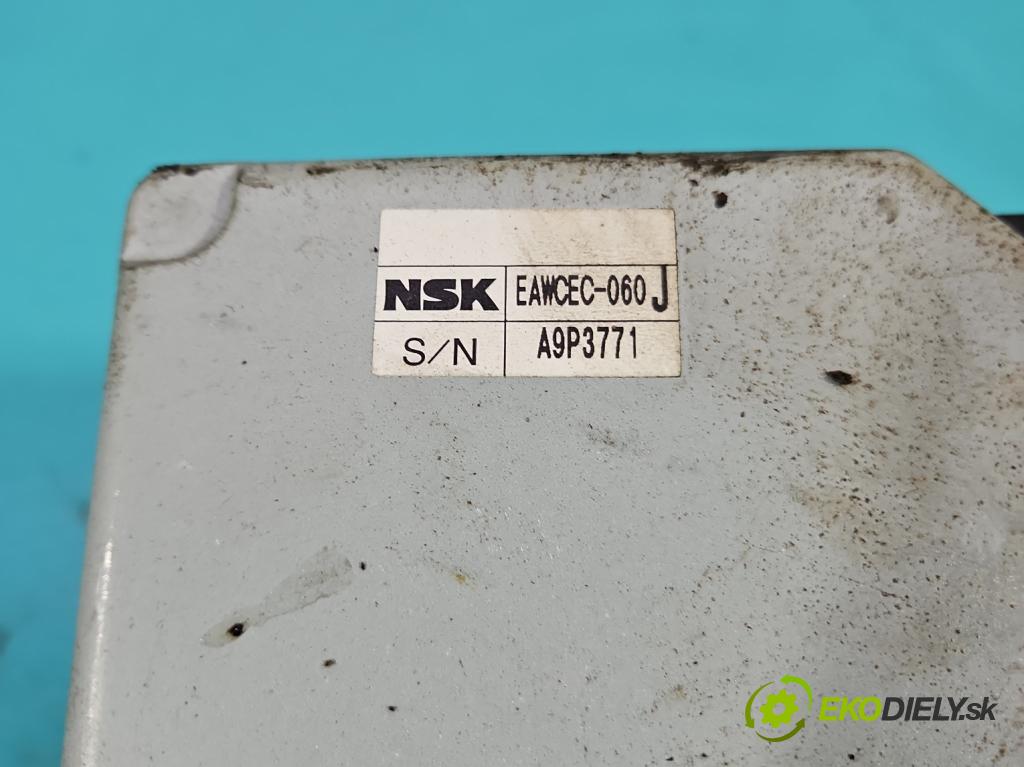 NSK EAWCEC-060 J
S/N A9P3771
EKODIELY.sk